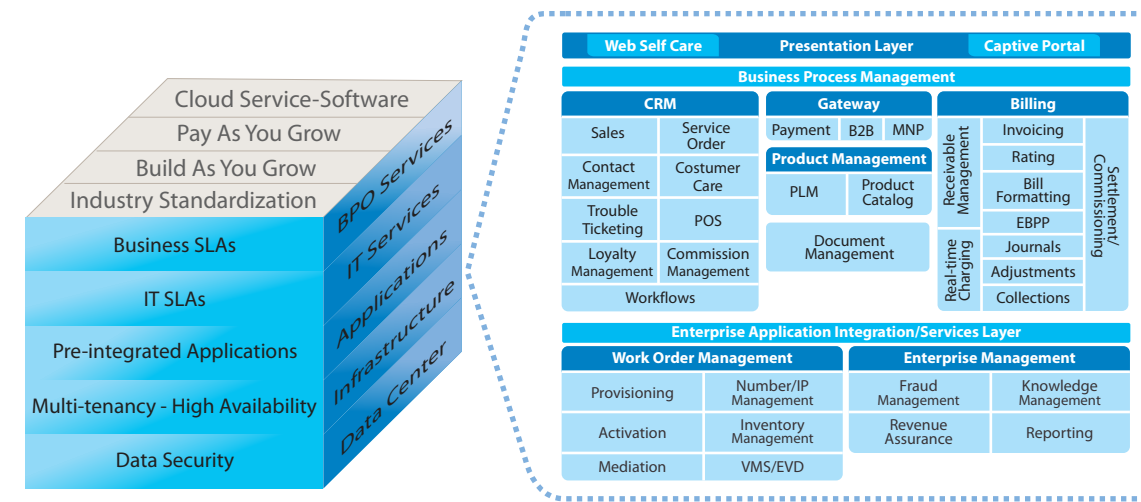 Cloud Service-Software
Pay As You Grow
Build As You Grow
Industry Standardization
Business SLAs
IT SLAs
Pre-integrated Applications
Multi-tenancy - High Availability
Data Security
BPO Services
IT Services
Applications
Infrastructure
Data Center
Web Self Care
Presentation Layer
Captive Portal
Business Process Management
CRM
Sales
Service
Order
Contact
Management
Costumer
Care
Trouble
Ticketing
POS
Loyalty
Management
Commission
Management
Workflows
Gateway
Payment
B2B
MNP
Product Management
PLM
Product
Catalog
Document
Management
Billing
Receivable
Management
Real-time
Charging
Invoicing
Rating
Bill
Formatting
EBPP
Journals
Adjustments
Collections
Settlement/
Commissioning
Enterprise Application Integration/Services Layer
Work Order Management
Provisioning
Number/IP
Management
Activation
Inventory
Management
Mediation
VMS/EVD
Enterprise Management
Fraud
Management
Knowledge
Management
Revenue
Assurance
Reporting